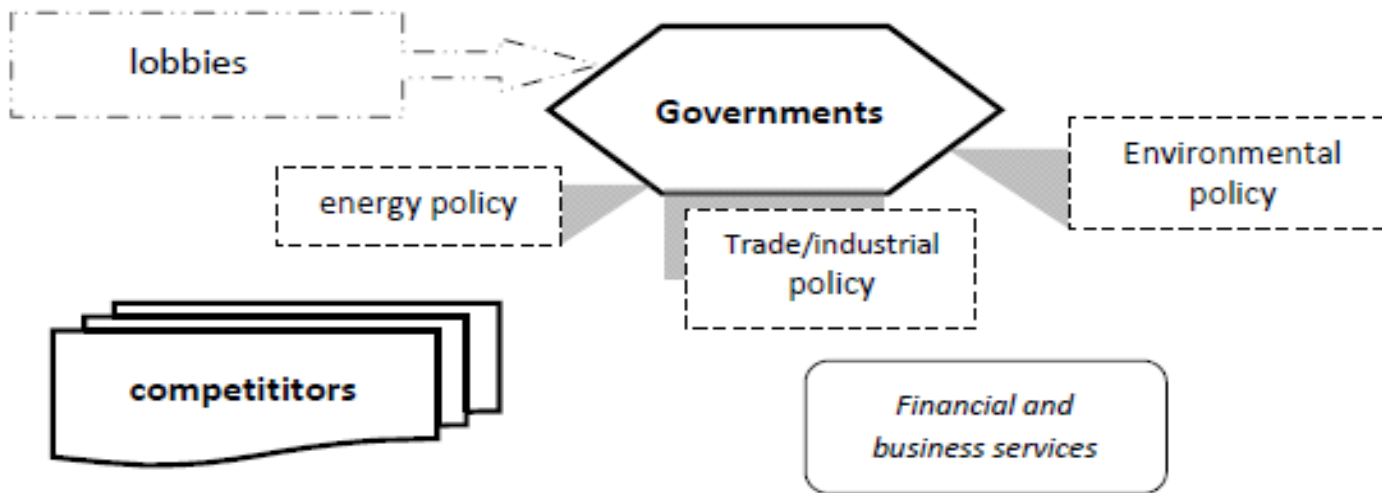 lobbies
Governments
Environmental
policy
energy policy
Trade/industrial
policy
competititors
Financial and
business services